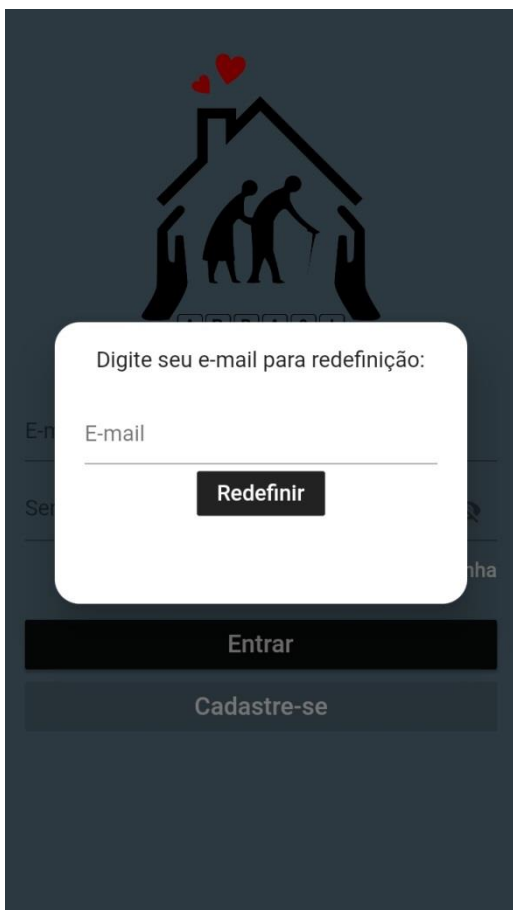 Digite seu e-mail para redefinição:
E-mail
Redefinir
Entrar
Cadastre-se